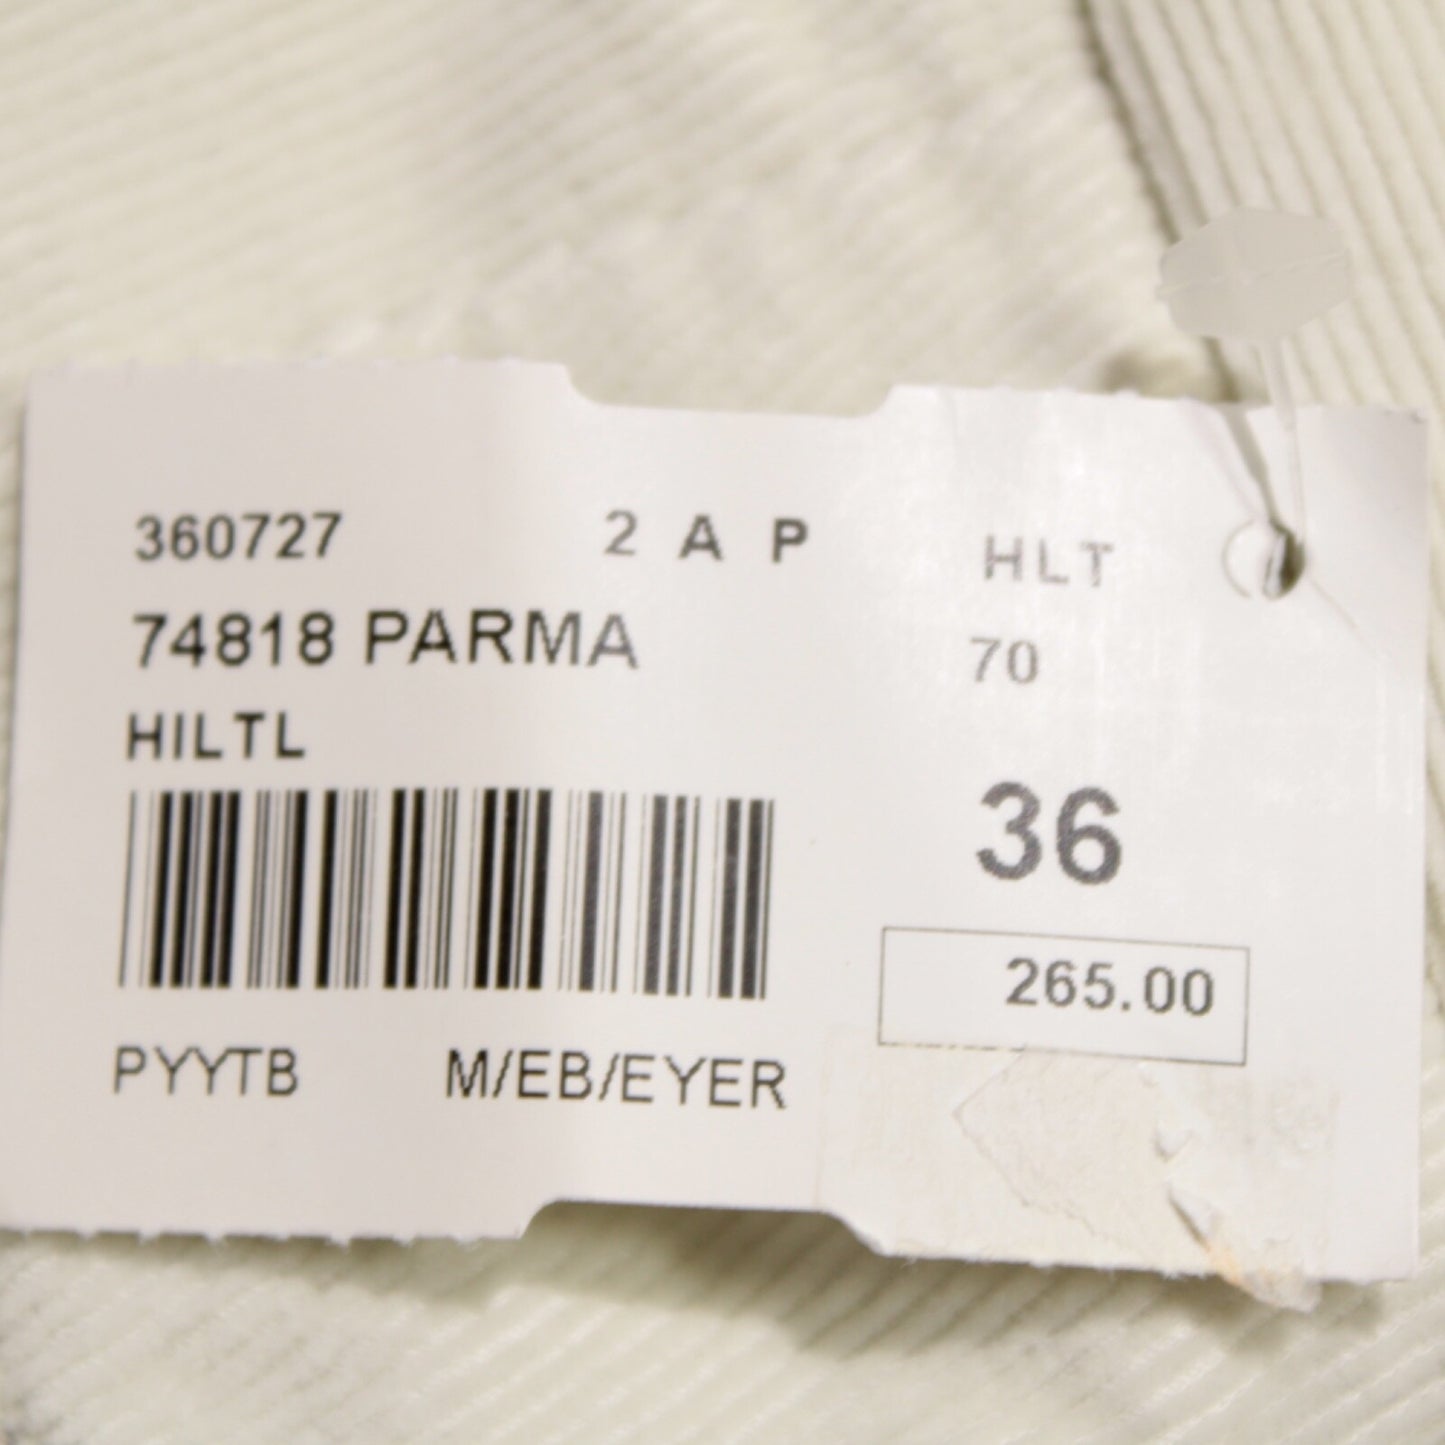 360727 2 A P
74818 PARMA
HILTL
PYYTB M/EB/EYER
HLT
70
36
265.00